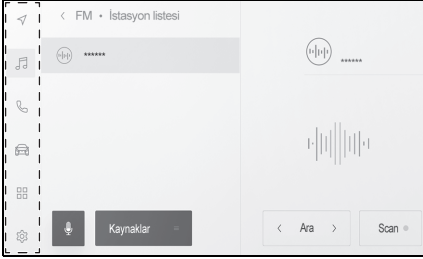 FM • İstasyon listesi
******
******
Kaynaklar
Ara
Scan